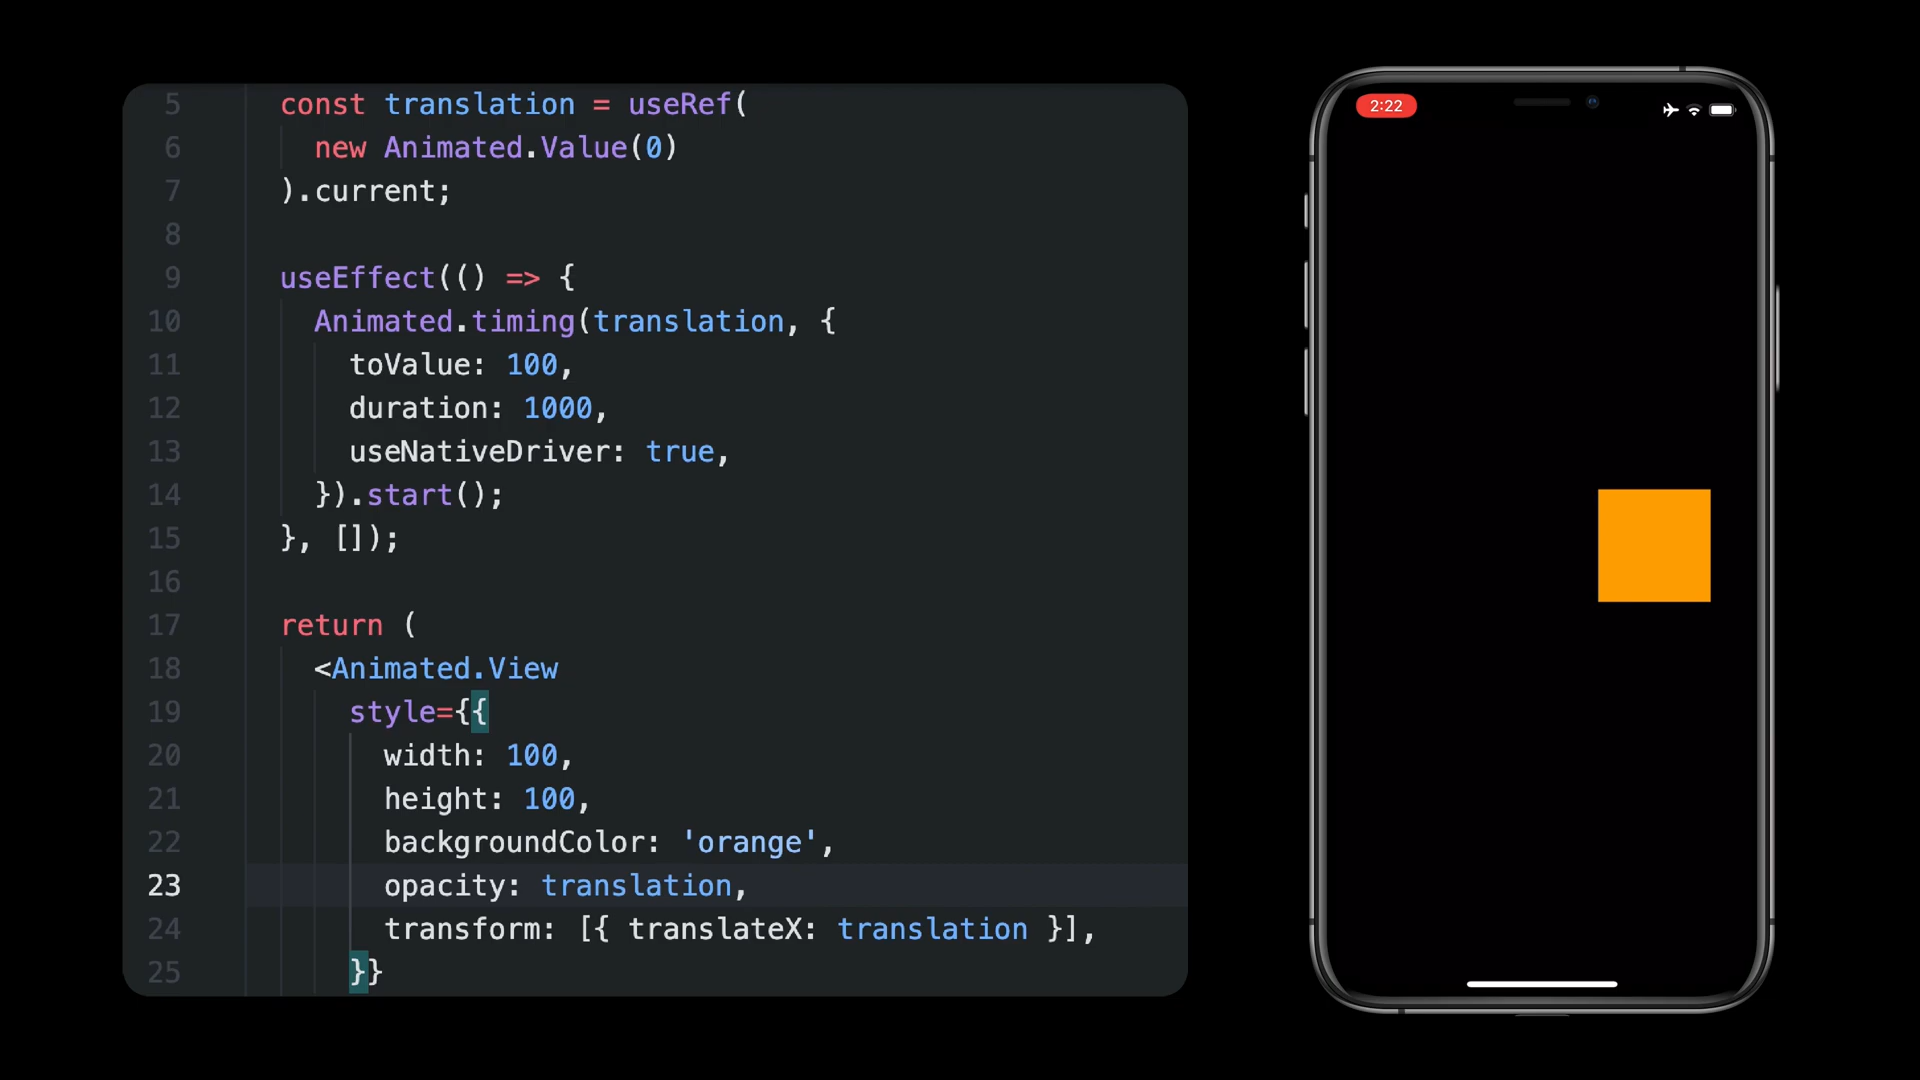 5 const translation = useRef(
6 new Animated.Value(0)
7 ).current;
8
9 useEffect(() => {
10 Animated.timing(translation, {
11 toValue: 100,
12 duration: 1000,
13 useNativeDriver: true,
14 }).start();
15 }, []);
16
17 return (
18 <Animated.View
19 style={{
20 width: 100,
21 height: 100,
22 backgroundColor: 'orange',
23 opacity: translation,
24 transform: [{ translateX: translation }],
25 }}
2:22